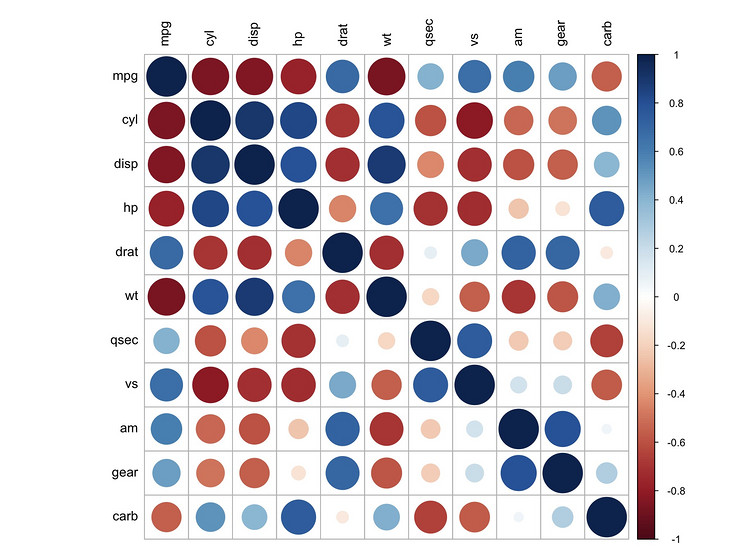 mpg cyl disp hp drat wt qsec vs am gear carb
mpg
cyl
disp
hp
drat
wt
qsec
vs
am
gear
carb
1
0.8
0.6
0.4
0.2
0
-0.2
-0.4
-0.6
-0.8
-1